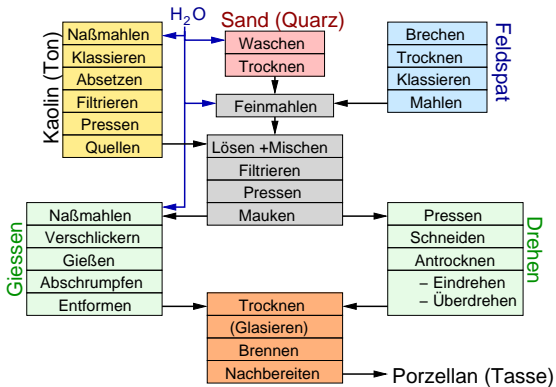 H₂O
Sand (Quarz)
Kaolin (Ton)
Naßmahlen
Klassieren
Absetzen
Filtrieren
Pressen
Quellen
Waschen
Trocknen
Feldspat
Brechen
Trocknen
Klassieren
Mahlen
Feinmahlen
Lösen +Mischen
Filtrieren
Pressen
Mauken
Giessen
Naßmahlen
Verschlickern
Gießen
Abschrumpfen
Entformen
Drehen
Pressen
Schneiden
Antrocknen
– Eindrehen
– Überdrehen
Trocknen
(Glasieren)
Brennen
Nachbereiten
Porzellan (Tasse)